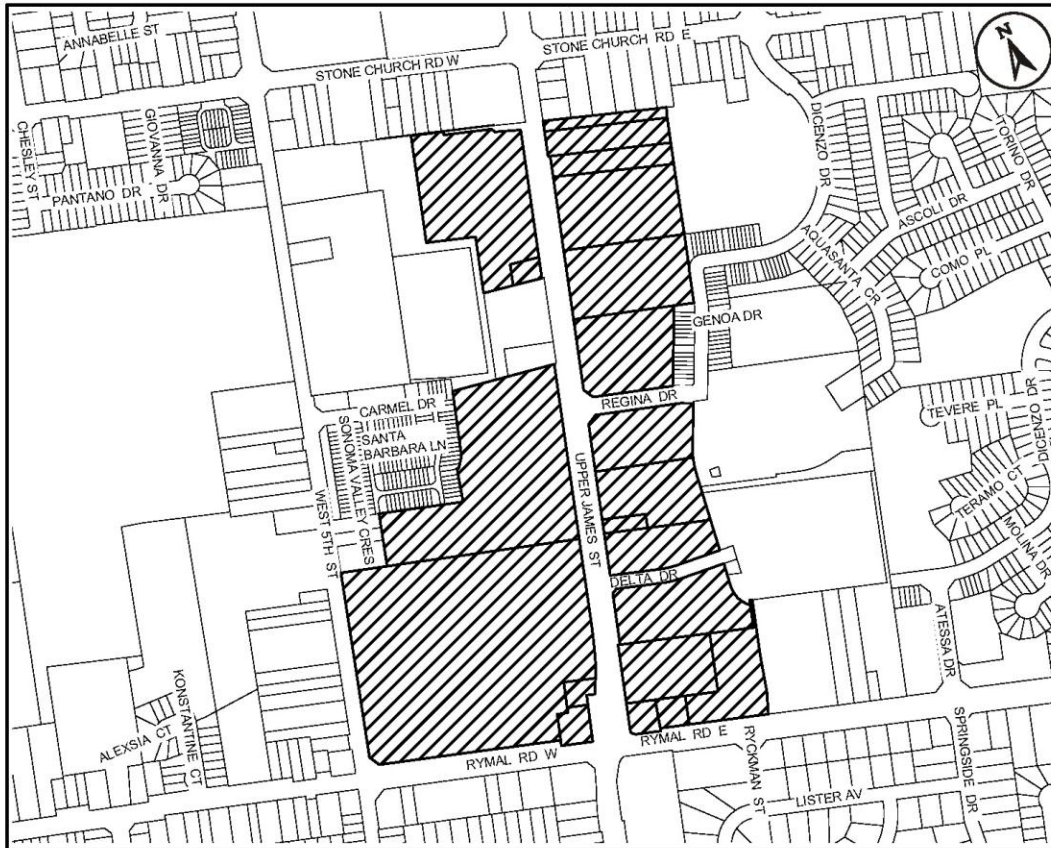 ANNABELLE ST
STONE CHURCH RD W
STONE CHURCH RD E
N
CHESLEY ST
GIOVANNA DR
PANTANO DR
DICENZO DR
TORINO DR
ASCOLI DR
AQUASANTA CR
COMO PL
GENOA DR
REGINA DR
CARMEL DR
SANTA
BARBARA LN
SONOMA VALLEY CRES
WEST 5TH ST
UPPER JAMES ST
TEVERE PL
DICENZO DR
TERAMO CT
MOLINA DR
DELTA DR
ATESSA DR
KONSTANTINE CT
ALEXSIA CT
RYMAL RD W
RYMAL RD E
RYCKMAN ST
SPRINGSIDE DR
LISTER AV